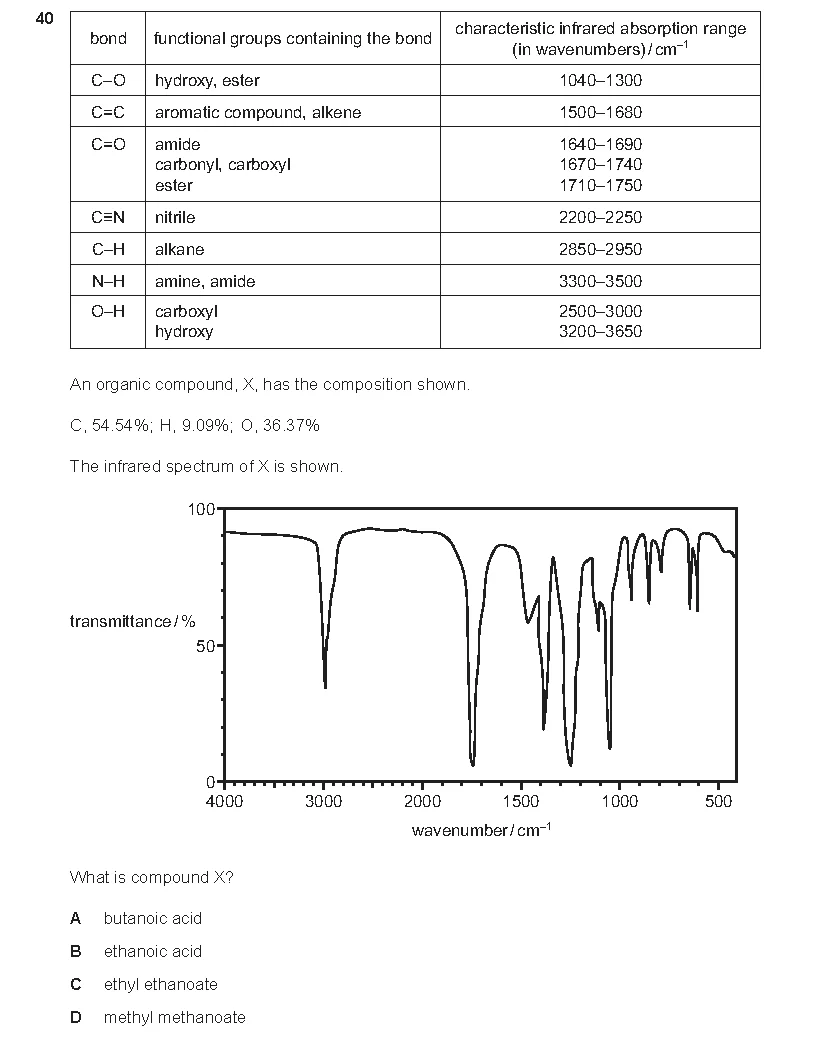 40
bond functional groups containing the bond characteristic infrared absorption range (in wavenumbers) / cm⁻¹
C–O hydroxy, ester 1040–1300
C=C aromatic compound, alkene 1500–1680
C=O amide 1640–1690
carbonyl, carboxyl 1670–1740
ester 1710–1750
C≡N nitrile 2200–2250
C–H alkane 2850–2950
N–H amine, amide 3300–3500
O–H carboxyl 2500–3000
hydroxy 3200–3650
An organic compound, X, has the composition shown.
C, 54.54%; H, 9.09%; O, 36.37%
The infrared spectrum of X is shown.
100
transmittance / %
50
0
4000 3000 2000 1500 1000 500
wavenumber / cm⁻¹
What is compound X?
A butanoic acid
B ethanoic acid
C ethyl ethanoate
D methyl methanoate